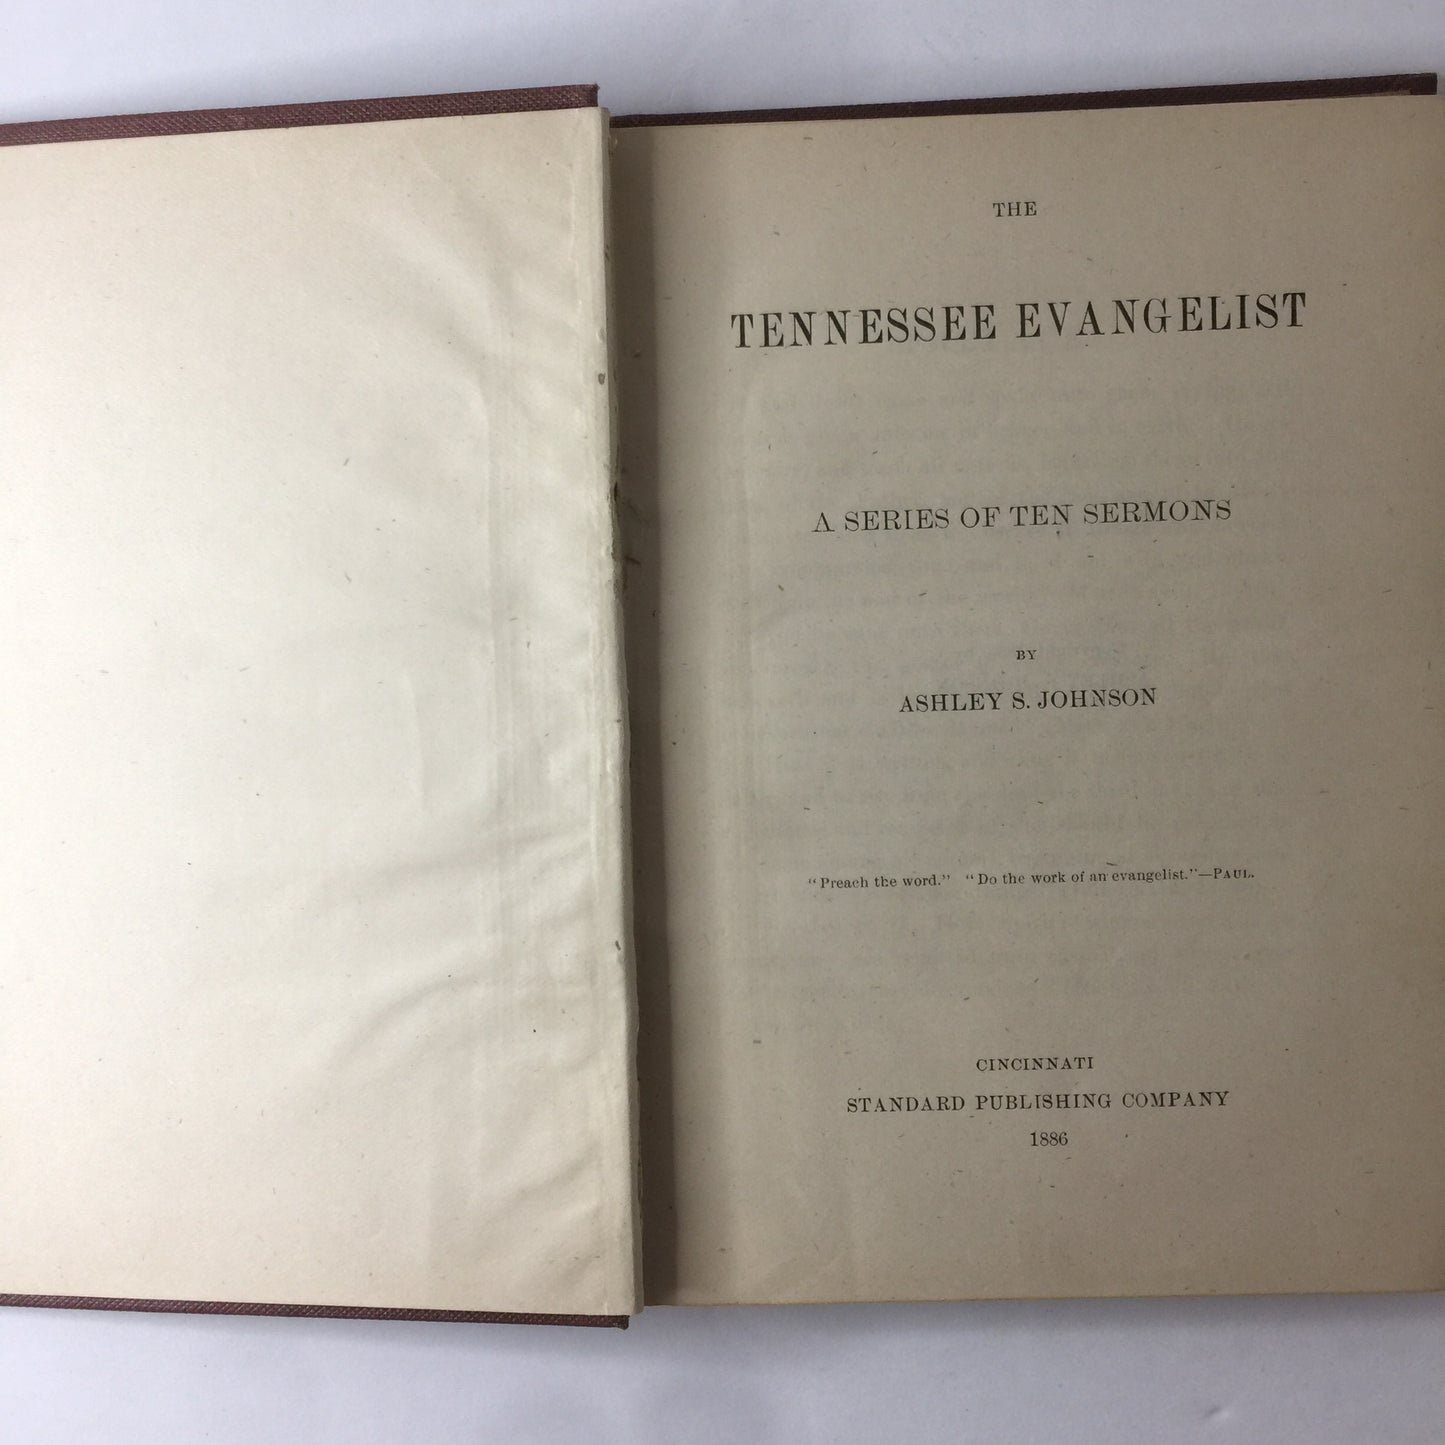 THE
TENNESSEE EVANGELIST
A SERIES OF TEN SERMONS
BY
ASHLEY S. JOHNSON
"Preach the word." "Do the work of an evangelist."—PAUL.
CINCINNATI
STANDARD PUBLISHING COMPANY
1886